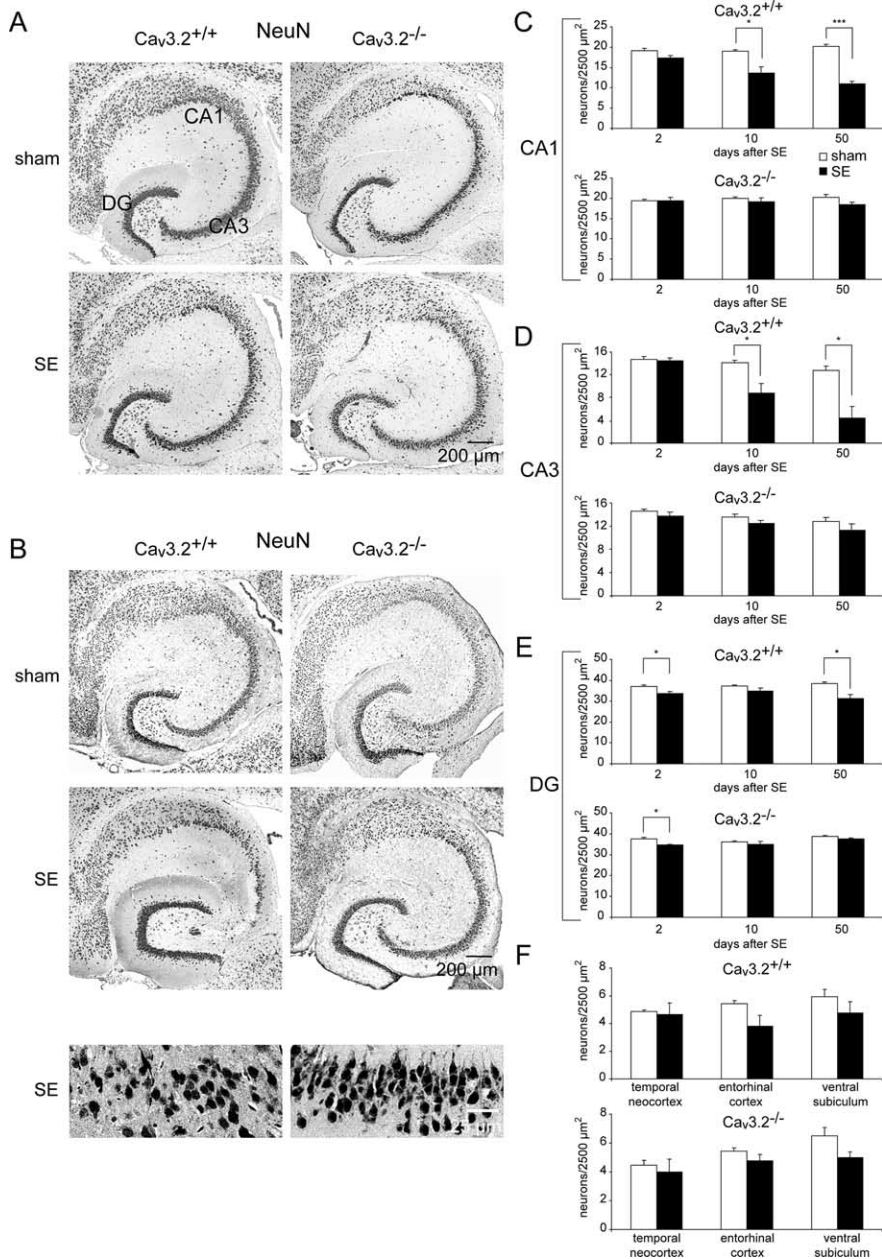 A
NeuN
Cav3.2+/+
Cav3.2-/-
sham
CA1
DG
CA3
SE
200 µm
B
NeuN
Cav3.2+/+
Cav3.2-/-
sham
SE
200 µm
SE
25 µm
C
CA1
Cav3.2+/+
neurons/2500 µm2
25
20
15
10
5
0
*
***
2
10
50
days after SE
sham
SE
Cav3.2-/-
neurons/2500 µm2
25
20
15
10
5
0
2
10
50
days after SE
D
CA3
Cav3.2+/+
neurons/2500 µm2
16
12
8
4
0
*
*
2
10
50
days after SE
Cav3.2-/-
neurons/2500 µm2
16
12
8
4
0
2
10
50
days after SE
E
DG
Cav3.2+/+
neurons/2500 µm2
50
40
30
20
10
0
*
*
2
10
50
days after SE
Cav3.2-/-
neurons/2500 µm2
50
40
30
20
10
0
*
2
10
50
days after SE
F
Cav3.2+/+
neurons/2500 µm2
8
6
4
2
0
temporal neocortex
entorhinal cortex
ventral subiculum
Cav3.2-/-
neurons/2500 µm2
8
6
4
2
0
temporal neocortex
entorhinal cortex
ventral subiculum